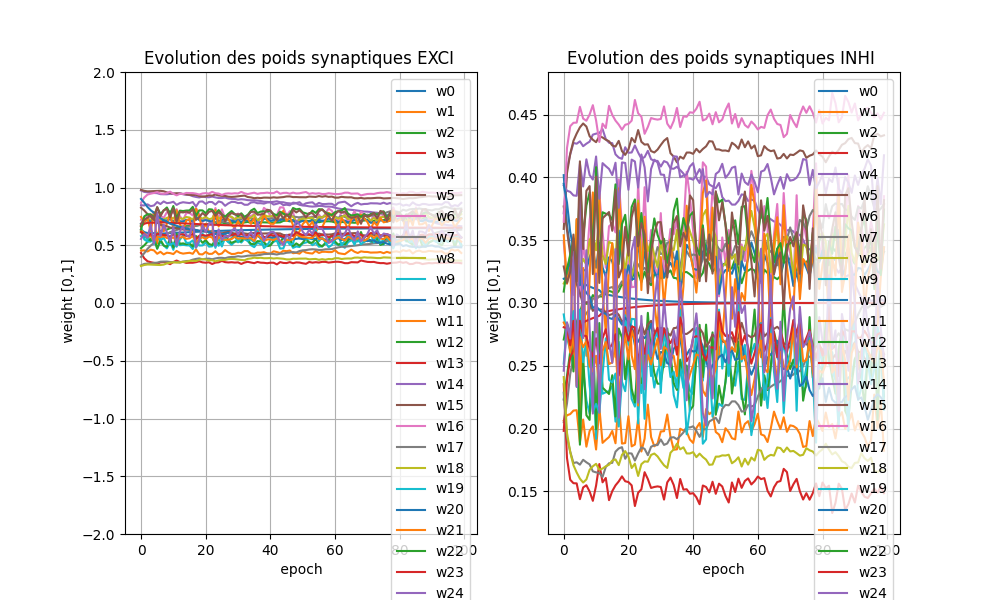 Evolution des poids synaptiques EXCI
2.0
1.5
1.0
0.5
0.0
−0.5
−1.0
−1.5
−2.0
weight [0,1]
0
20
40
60
80
100
epoch
w0
w1
w2
w3
w4
w5
w6
w7
w8
w9
w10
w11
w12
w13
w14
w15
w16
w17
w18
w19
w20
w21
w22
w23
w24
Evolution des poids synaptiques INHI
0.45
0.40
0.35
0.30
0.25
0.20
0.15
weight [0,1]
0
20
40
60
80
100
epoch
w0
w1
w2
w3
w4
w5
w6
w7
w8
w9
w10
w11
w12
w13
w14
w15
w16
w17
w18
w19
w20
w21
w22
w23
w24